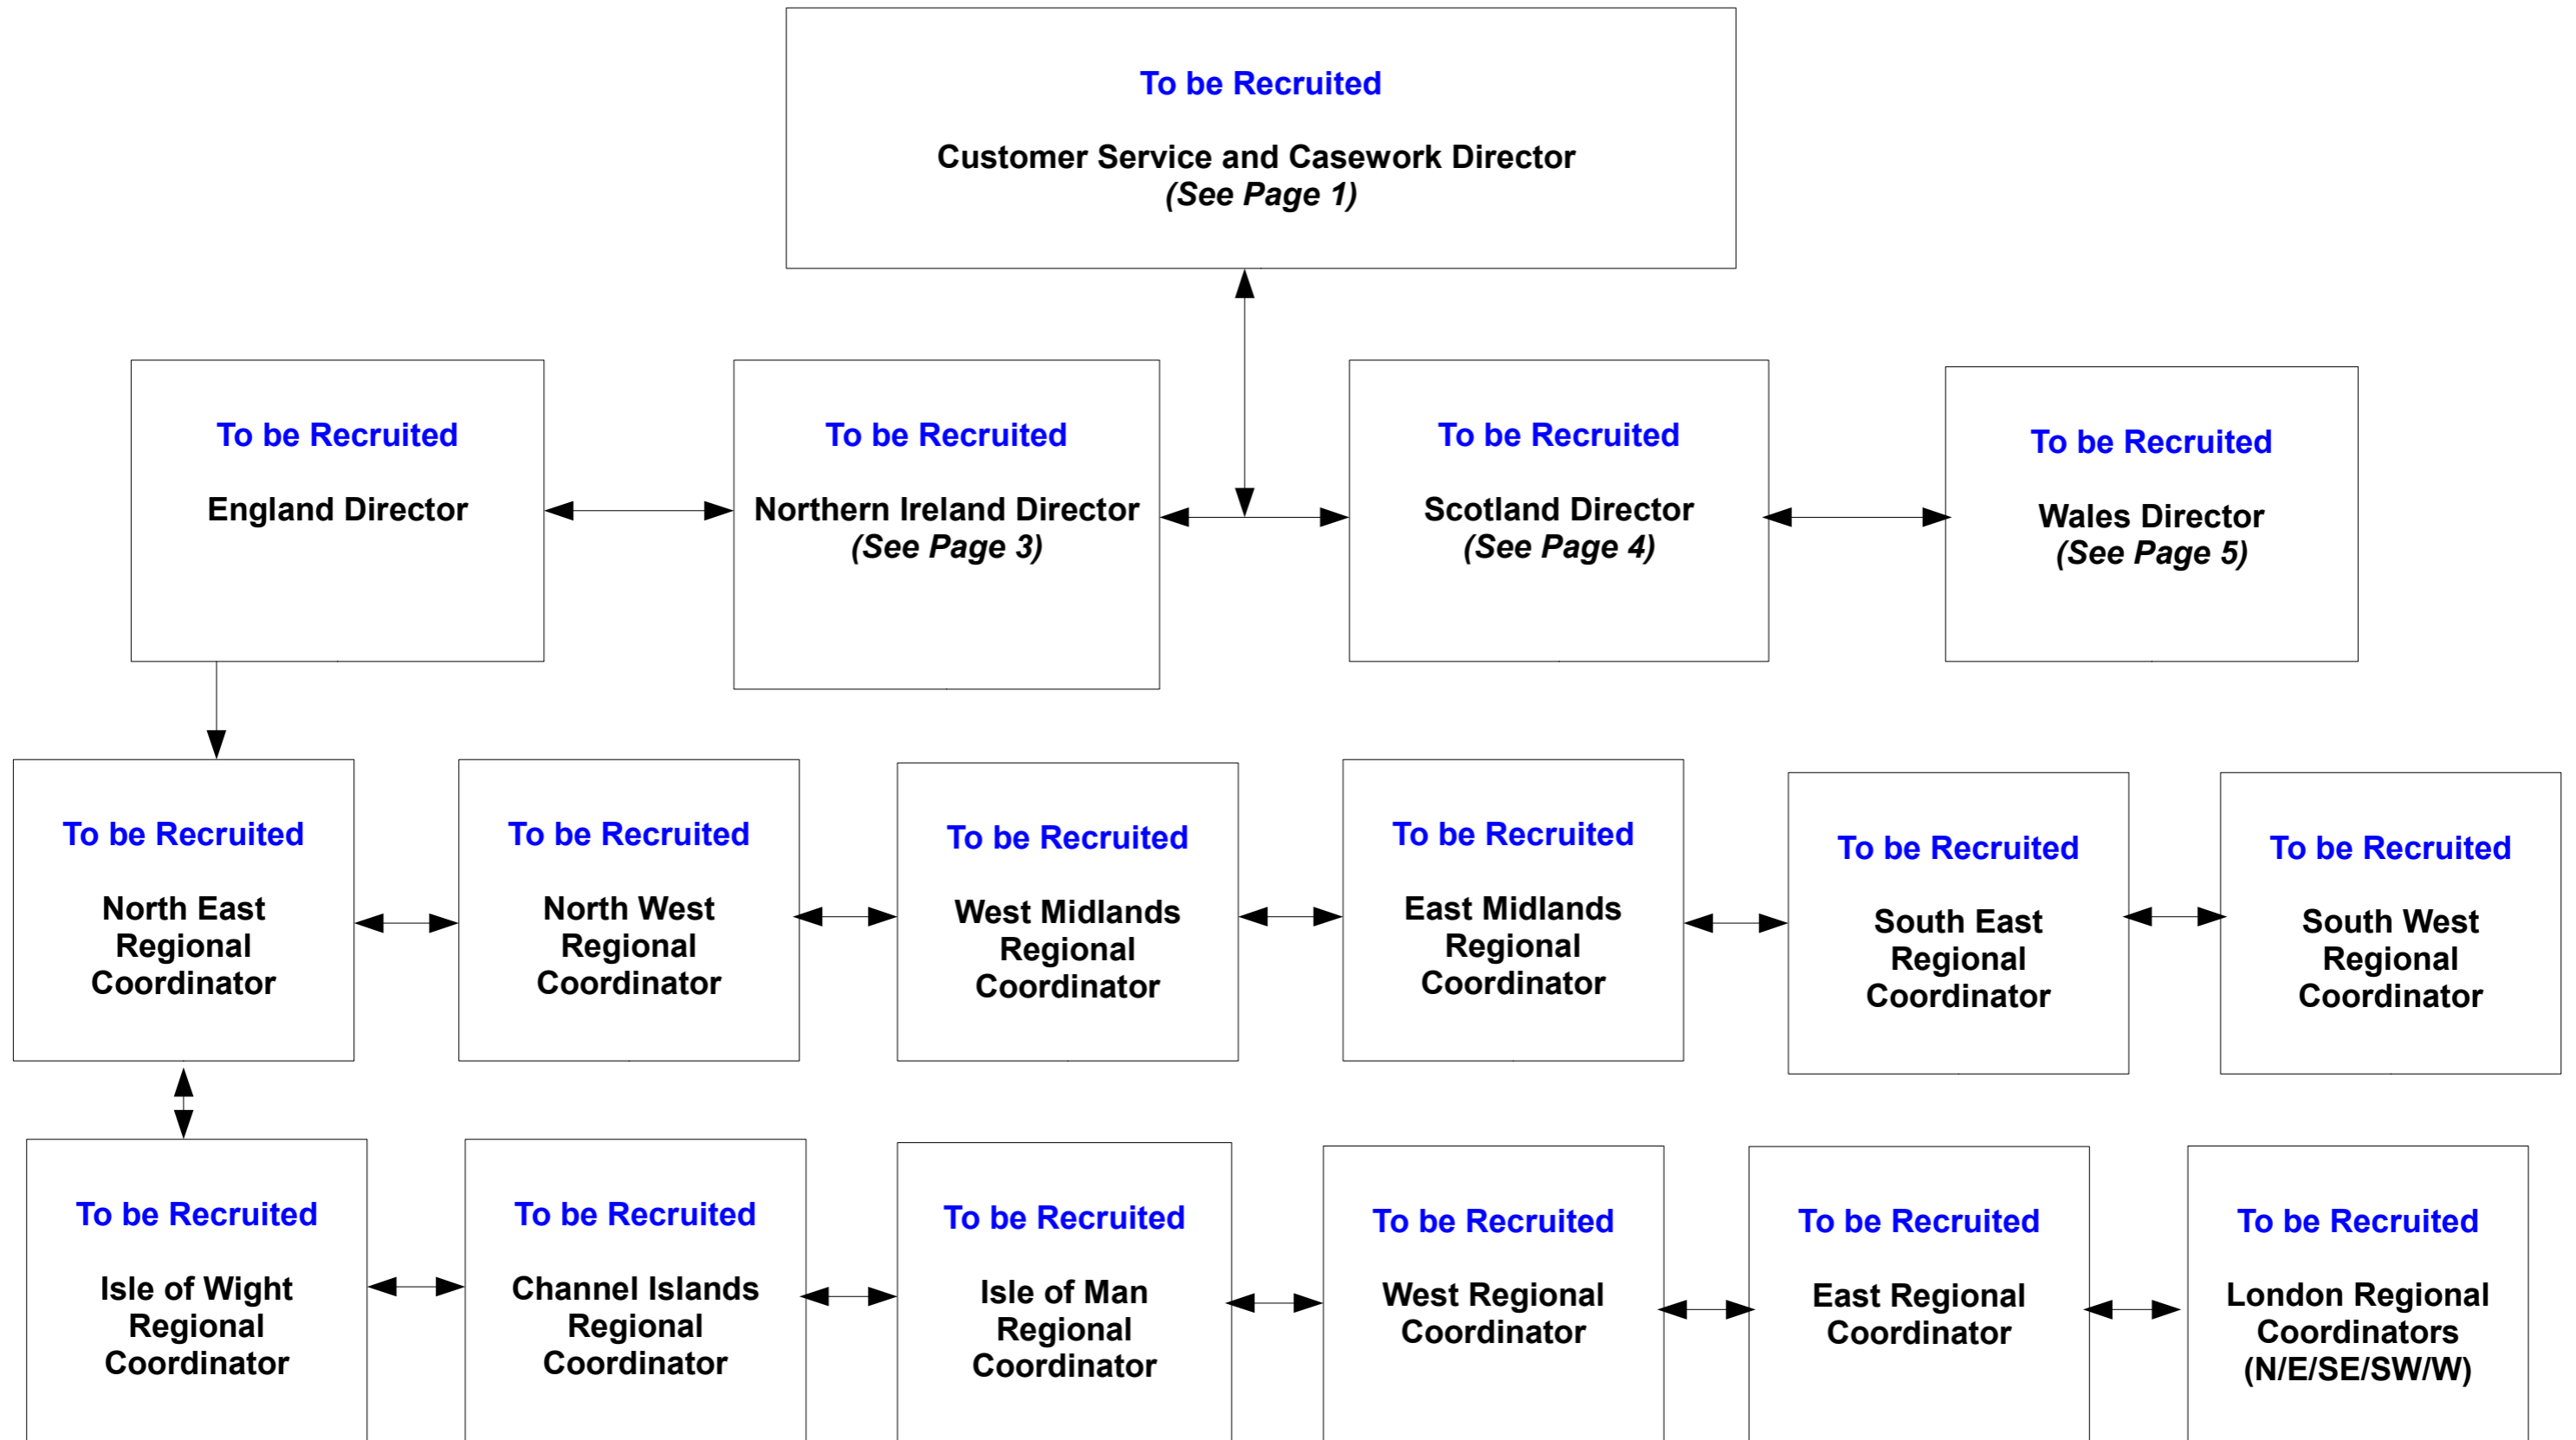 To be Recruited
Customer Service and Casework Director
(See Page 1)
To be Recruited
England Director
To be Recruited
Northern Ireland Director
(See Page 3)
To be Recruited
Scotland Director
(See Page 4)
To be Recruited
Wales Director
(See Page 5)
To be Recruited
North East
Regional
Coordinator
To be Recruited
North West
Regional
Coordinator
To be Recruited
West Midlands
Regional
Coordinator
To be Recruited
East Midlands
Regional
Coordinator
To be Recruited
South East
Regional
Coordinator
To be Recruited
South West
Regional
Coordinator
To be Recruited
Isle of Wight
Regional
Coordinator
To be Recruited
Channel Islands
Regional
Coordinator
To be Recruited
Isle of Man
Regional
Coordinator
To be Recruited
West Regional
Coordinator
To be Recruited
East Regional
Coordinator
To be Recruited
London Regional
Coordinators
(N/E/SE/SW/W)